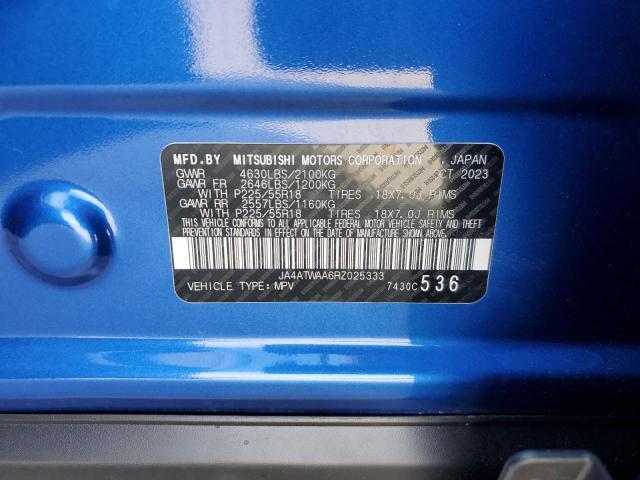 MFD.BY MITSUBISHI MOTORS CORPORATION , JAPAN
GVWR 4630LBS/2100KG OCT 2023
GAWR FR 2646LBS/1200KG
WITH P225/55R18 TIRES 18X7.0J RIMS
GAWR RR 2557LBS/1160KG
WITH P225/55R18 TIRES 18X7.0J RIMS
THIS VEHICLE CONFORMS TO ALL APPLICABLE FEDERAL MOTOR VEHICLE SAFETY AND THEFT
PREVENTION STANDARDS IN EFFECT ON THE DATE OF MANUFACTURE SHOWN ABOVE.
JA4ATWAA6RZ025333
VEHICLE TYPE: MPV 7430C 536